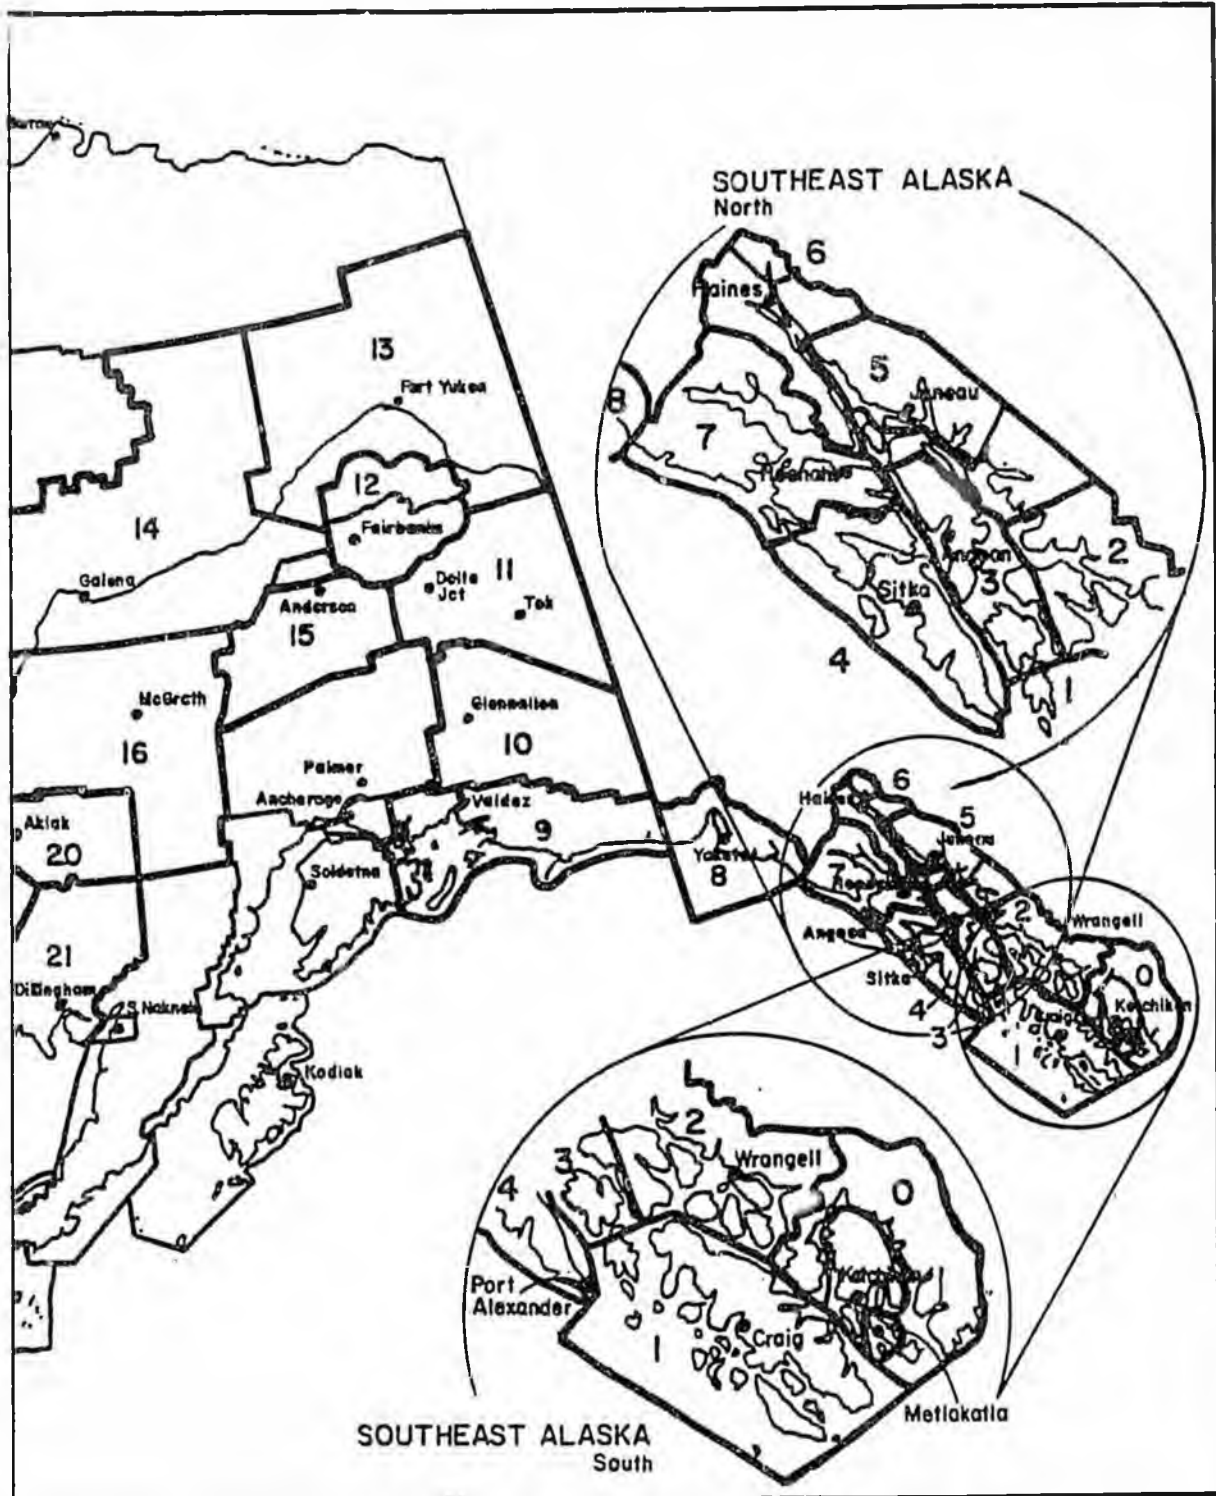 SOUTHEAST ALASKA
North
6
Haines
13
Fort Yukon
5
Juneau
8
7
12
Fairbanks
14
Galena
11
Delta
Jct
Tok
Anderson
15
Angoon
3
2
Sitka
4
1
McGrath
16
Glennallen
10
Palmer
Anchorage
Valdez
9
6
Haines
5
Juneau
Akiak
20
Soldotna
Yakutat
8
7
2
Wrangell
Angoon
0
Ketchikan
Sitka
4
3
Craig
1
21
Dillingham
S. Naknek
Kodiak
2
Wrangell
3
4
0
Ketchikan
Port
Alexander
1
Craig
Metlakatla
SOUTHEAST ALASKA
South